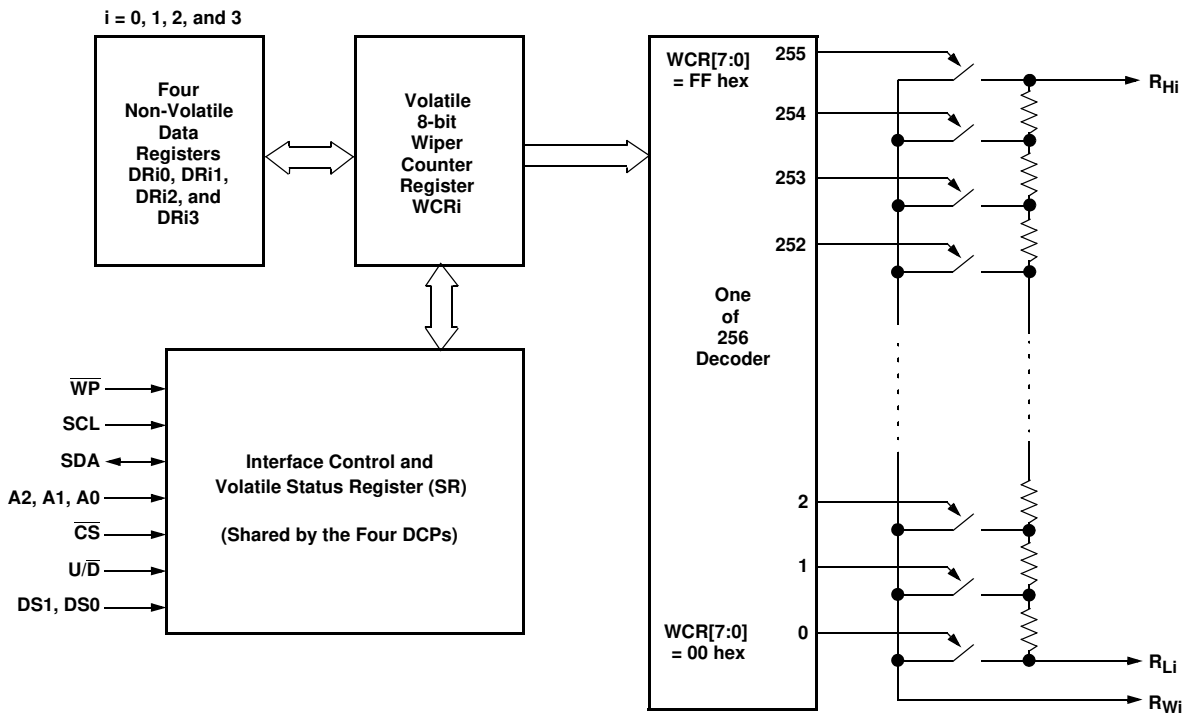 i = 0, 1, 2, and 3
Four
Non-Volatile
Data
Registers
DRi0, DRi1,
DRi2, and
DRi3
Volatile
8-bit
Wiper
Counter
Register
WCRi
WCR[7:0]
= FF hex
255
254
253
252
One
of
256
Decoder
2
1
0
WCR[7:0]
= 00 hex
RHi
RLi
RWi
W̅P̅
SCL
SDA
A2, A1, A0
C̅S̅
U/D̅
DS1, DS0
Interface Control and
Volatile Status Register (SR)
(Shared by the Four DCPs)